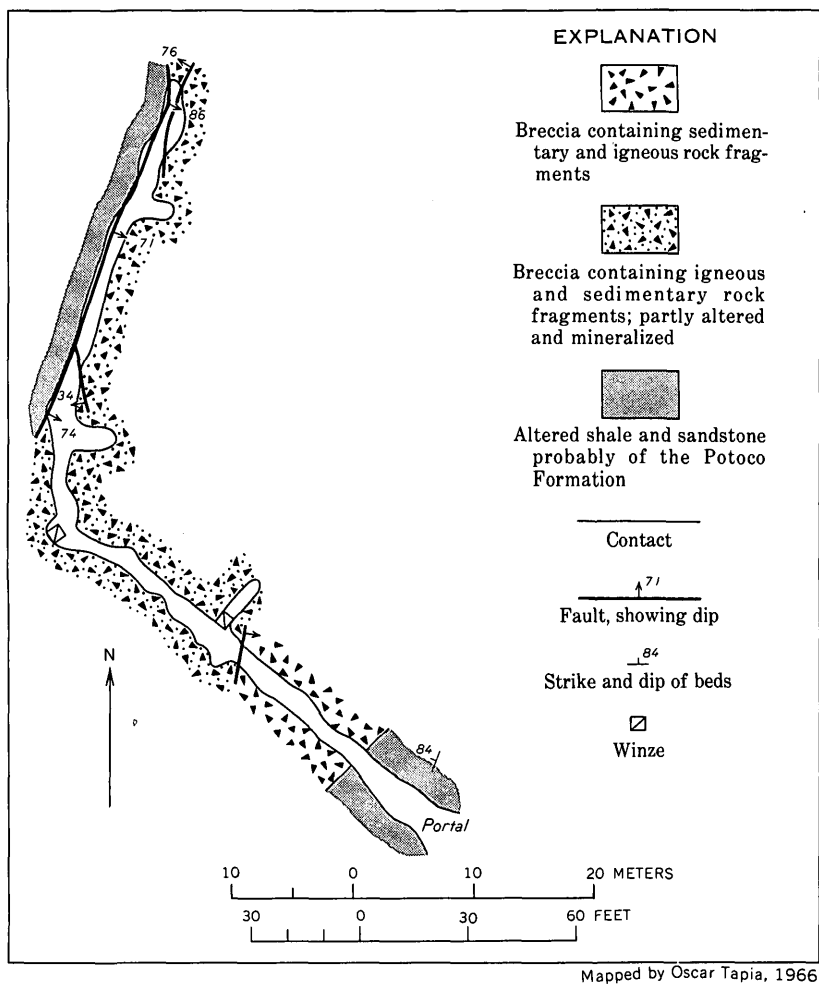 EXPLANATION
Breccia containing sedimen-
tary and igneous rock frag-
ments
Breccia containing igneous
and sedimentary rock
fragments; partly altered
and mineralized
Altered shale and sandstone
probably of the Potoco
Formation
Contact
71
Fault, showing dip
84
Strike and dip of beds
Winze
76
86
71
34
74
N
84
Portal
10 0 10 20 METERS
30 0 30 60 FEET
Mapped by Oscar Tapia, 1966